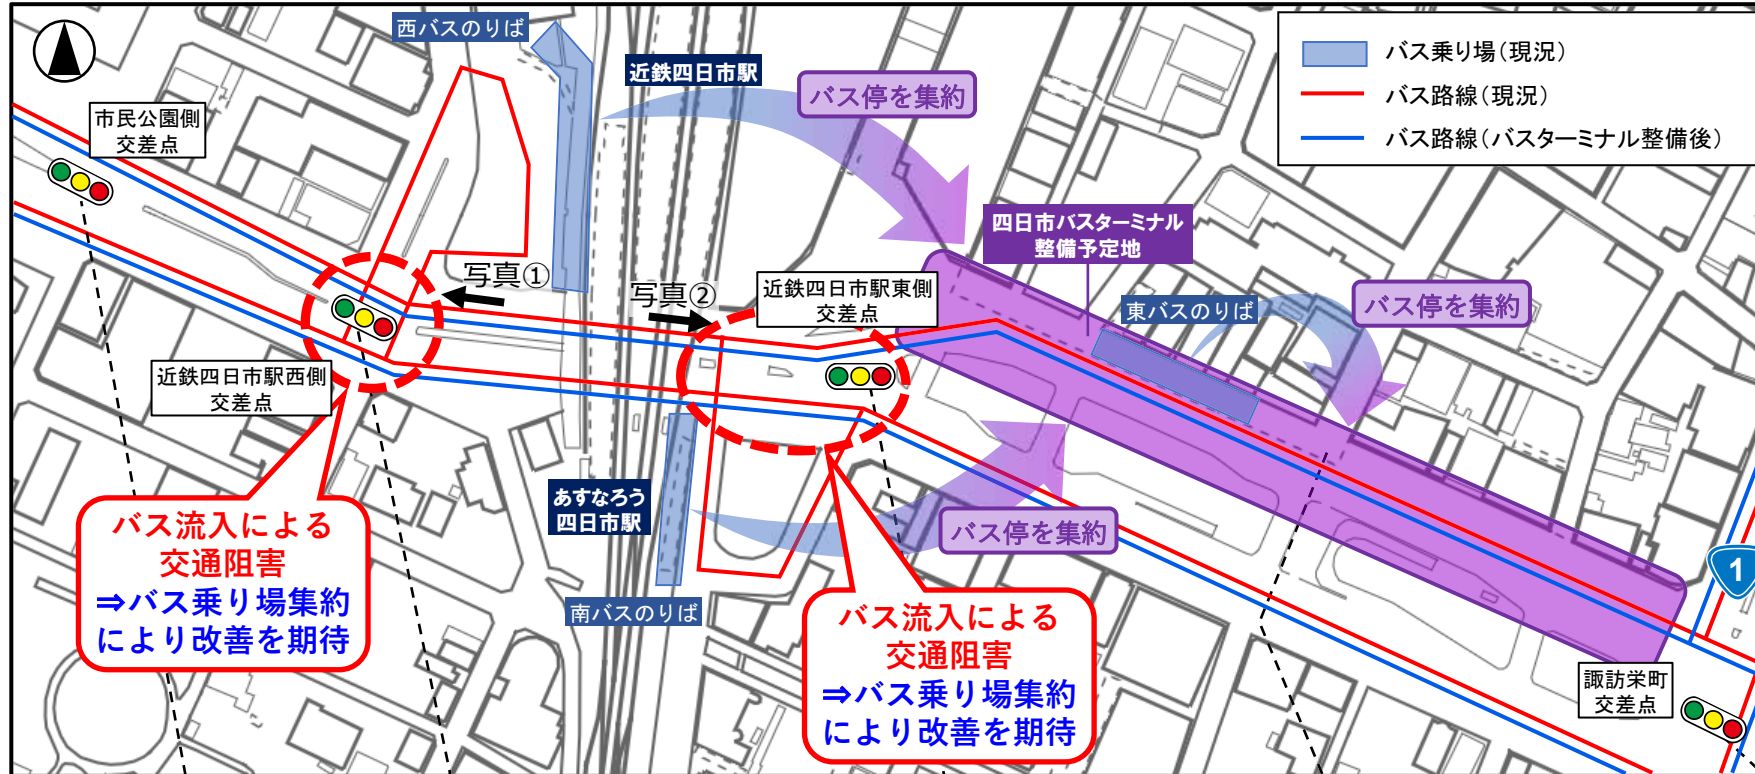 西バスのりば
近鉄四日市駅
バス停を集約
バス乗り場(現況)
バス路線(現況)
バス路線(バスターミナル整備後)
市民公園側
交差点
四日市バスターミナル
整備予定地
写真①
写真②
近鉄四日市駅東側
交差点
東バスのりば
バス停を集約
近鉄四日市駅西側
交差点
あすなろう
四日市駅
バス停を集約
バス流入による
交通阻害
⇒バス乗り場集約
により改善を期待
南バスのりば
バス流入による
交通阻害
⇒バス乗り場集約
により改善を期待
1
諏訪栄町
交差点